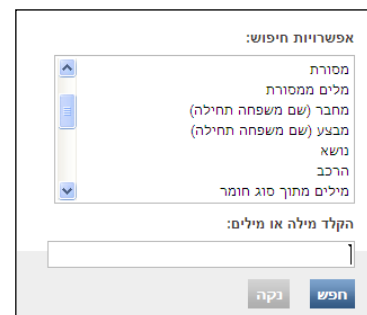 אפשרויות חיפוש:
מסורת
מלים ממסורת
מחבר (שם משפחה תחילה)
מבצע (שם משפחה תחילה)
נושא
הרכב
מילים מתוך סוג חומר
הקלד מילה או מילים:
חפש נקה